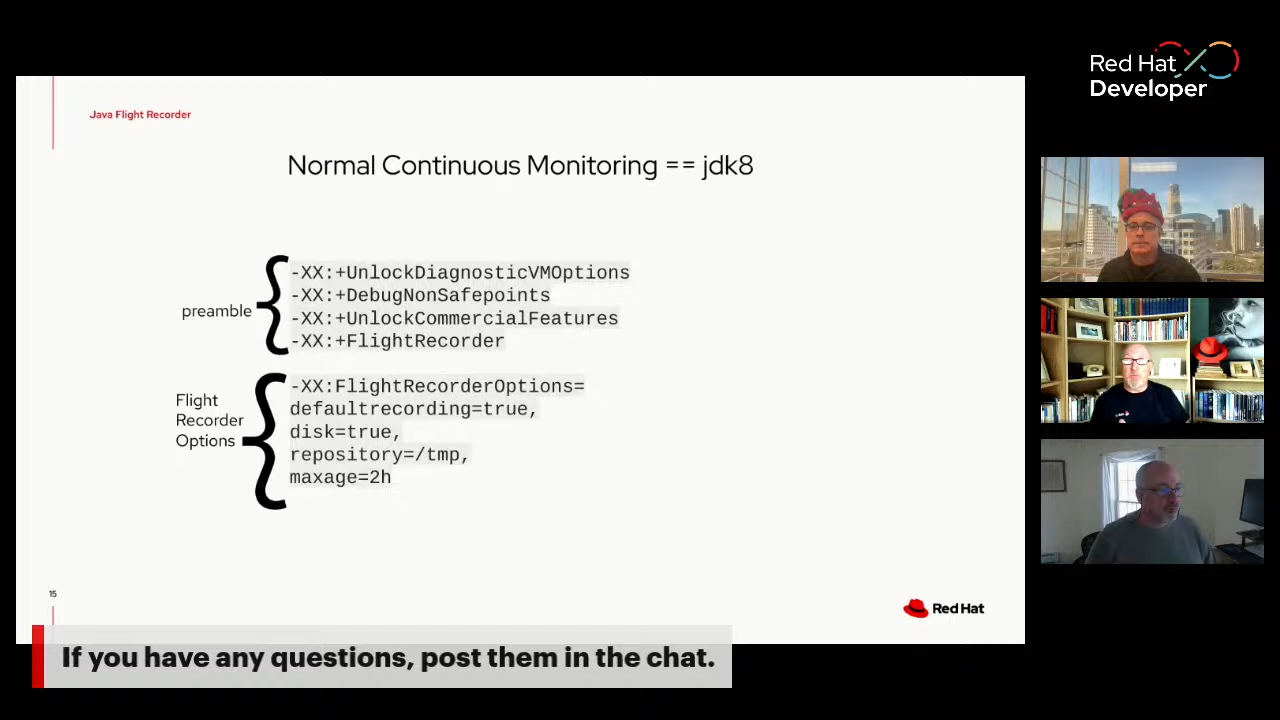 Red Hat
Developer
Java Flight Recorder
Normal Continuous Monitoring == jdk8
preamble
-XX:+UnlockDiagnosticVMOptions
-XX:+DebugNonSafepoints
-XX:+UnlockCommercialFeatures
-XX:+FlightRecorder
Flight
Recorder
Options
-XX:FlightRecorderOptions=
defaultrecording=true,
disk=true,
repository=/tmp,
maxage=2h
15
Red Hat
If you have any questions, post them in the chat.